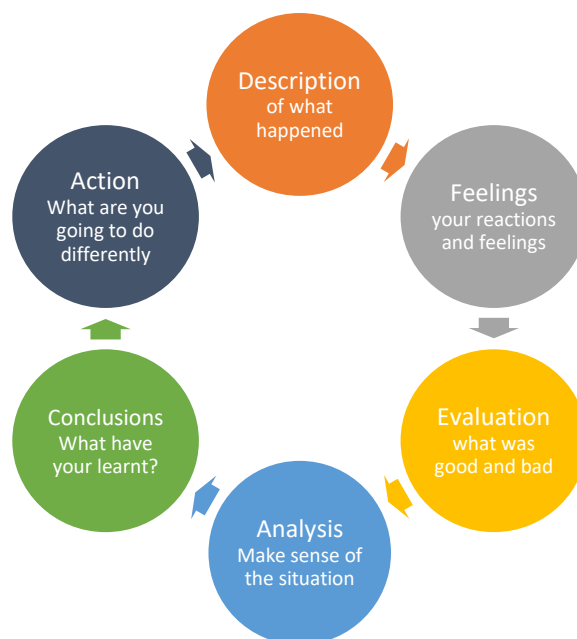 Description
of what
happened
Feelings
your reactions
and feelings
Evaluation
what was
good and bad
Analysis
Make sense of
the situation
Conclusions
What have
your learnt?
Action
What are you
going to do
differently